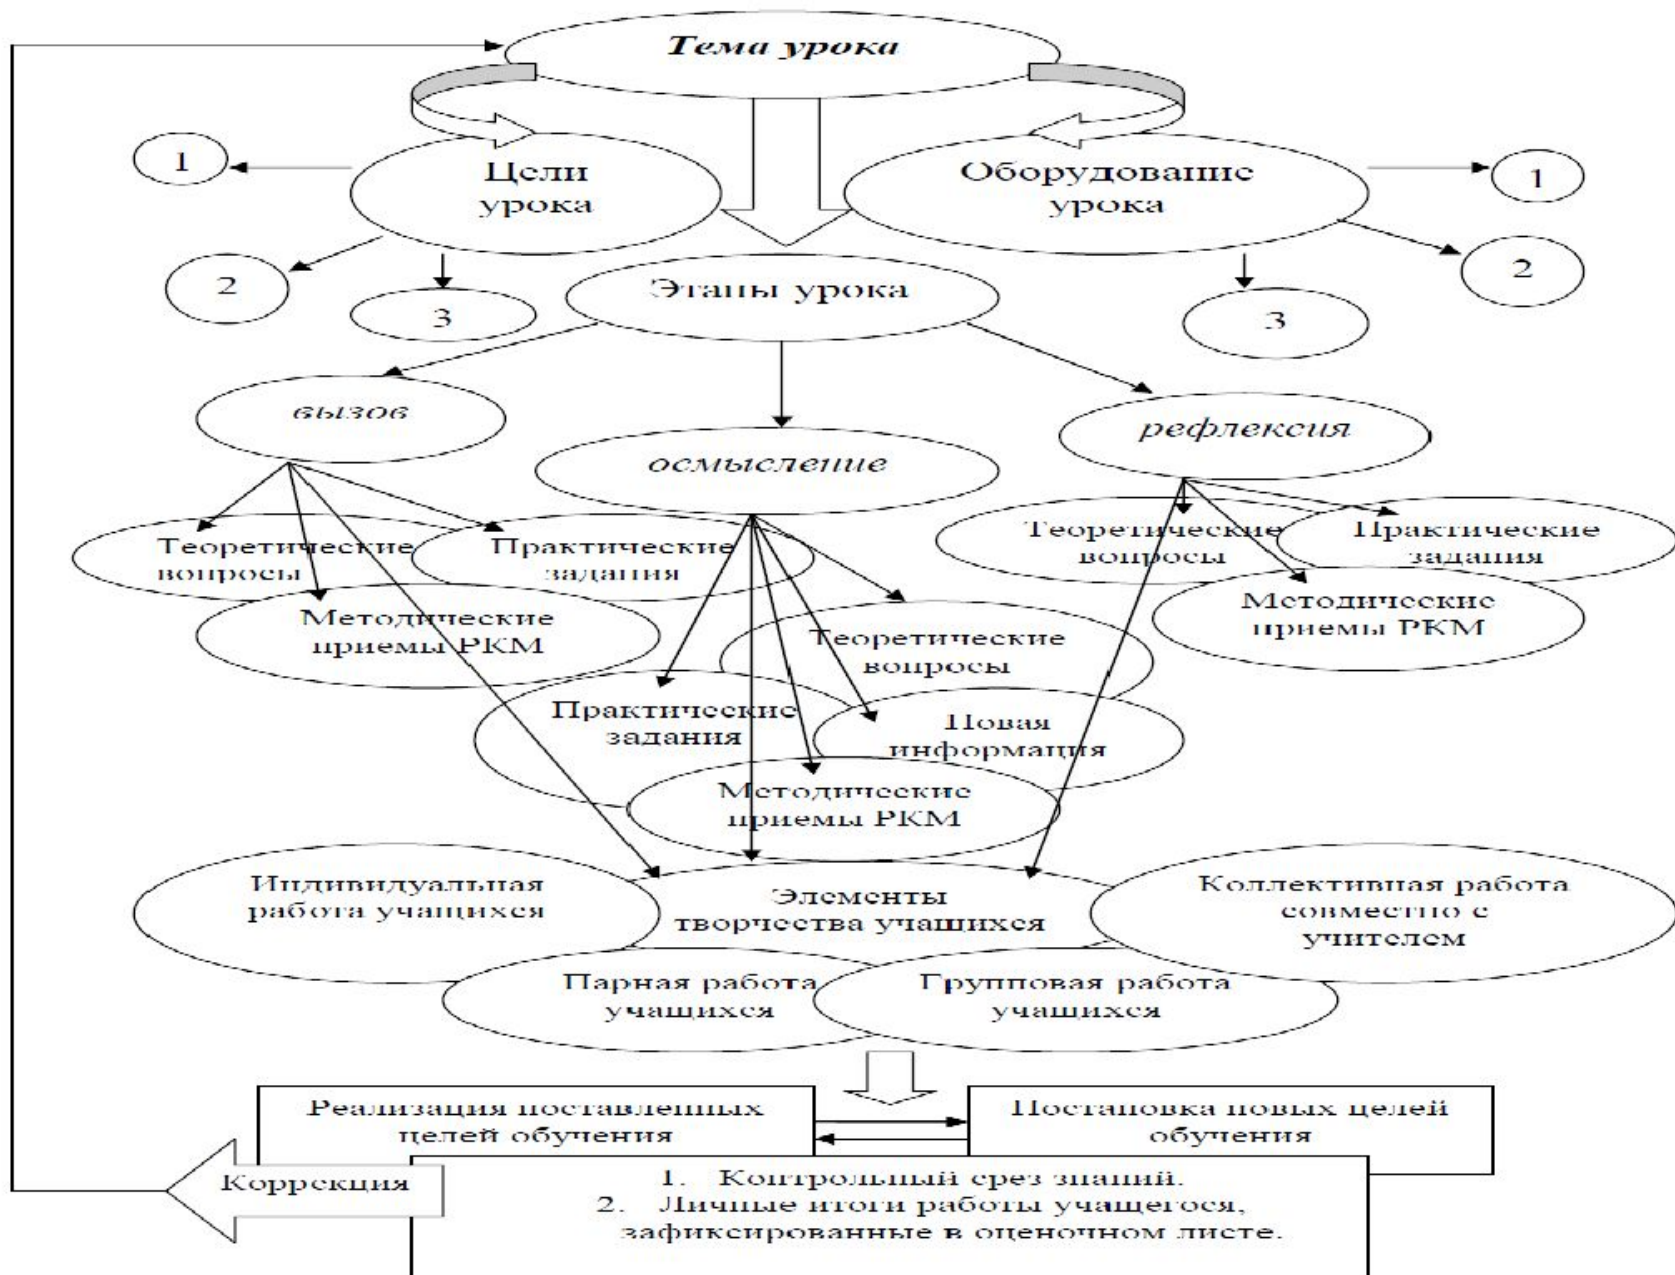 Тема урока
Цели
урока
Оборудование
урока
1
2
3
1
2
3
Этапы урока
вызов
осмысление
рефлексия
Теоретические
вопросы
Практические
задания
Методические
приемы РКМ
Теоретические
вопросы
Практические
задания
Методические
приемы РКМ
Теоретические
вопросы
Практические
задания
Новая
информация
Методические
приемы РКМ
Индивидуальная
работа учащихся
Элементы
творчества учащихся
Коллективная работа
совместно с
учителем
Парная работа
учащихся
Групповая работа
учащихся
Реализация поставленных
целей обучения
Постановка новых целей
обучения
Коррекция
1. Контрольный срез знаний.
2. Личные итоги работы учащегося,
зафиксированные в оценочном листе.